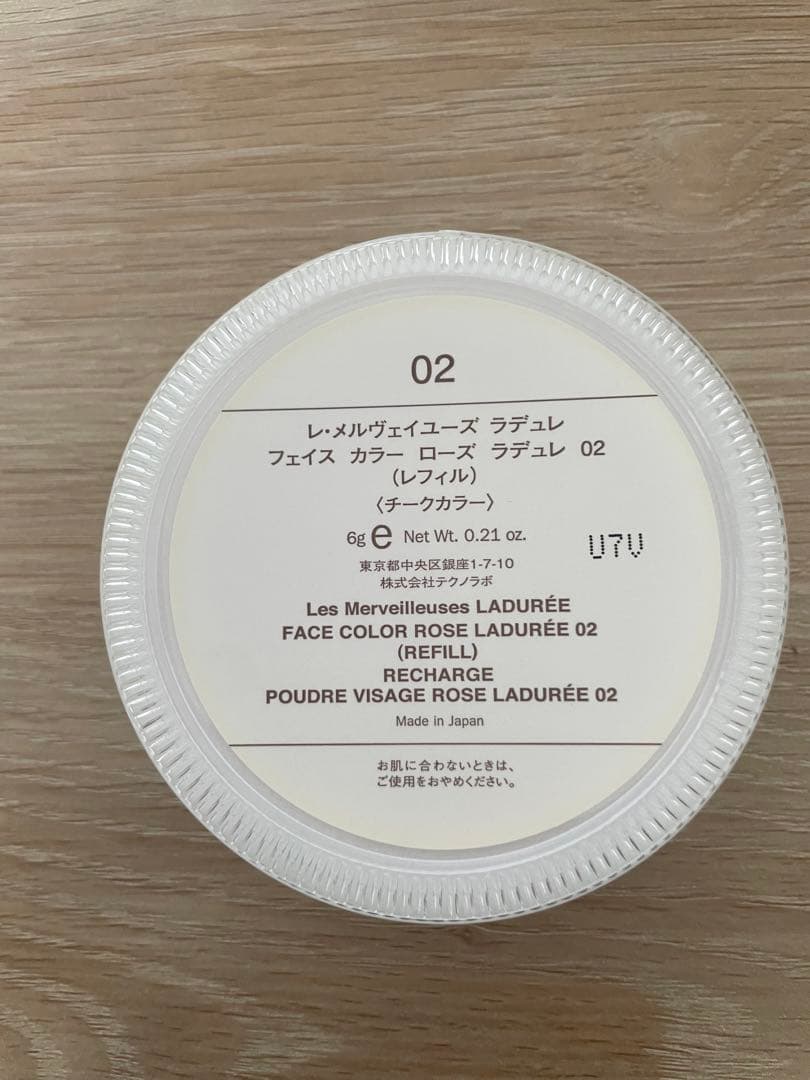 02
レ・メルヴェイユーズ ラデュレ
フェイス カラー ローズ ラデュレ 02
（レフィル）
〈チークカラー〉
6g e Net Wt. 0.21 oz.
U7V
東京都中央区銀座1-7-10
株式会社テクノラボ
Les Merveilleuses LADURÉE
FACE COLOR ROSE LADURÉE 02
(REFILL)
RECHARGE
POUDRE VISAGE ROSE LADURÉE 02
Made in Japan
お肌に合わないときは、
ご使用をおやめください。